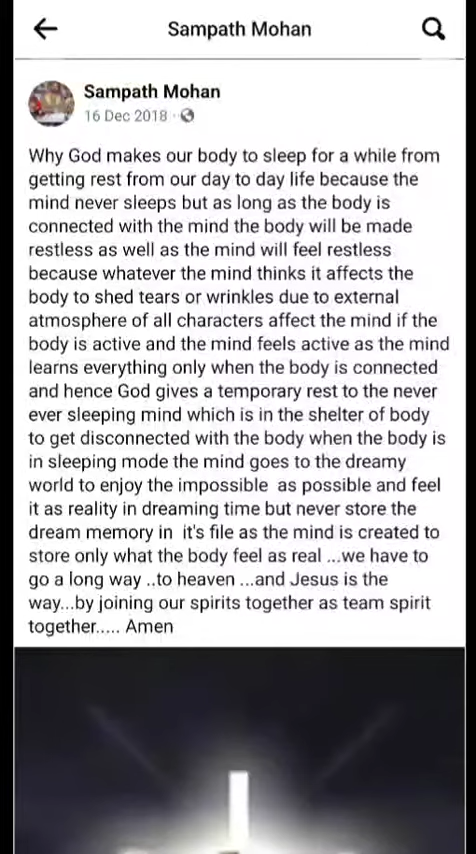 Sampath Mohan
Sampath Mohan
16 Dec 2018 ·
Why God makes our body to sleep for a while from
getting rest from our day to day life because the
mind never sleeps but as long as the body is
connected with the mind the body will be made
restless as well as the mind will feel restless
because whatever the mind thinks it affects the
body to shed tears or wrinkles due to external
atmosphere of all characters affect the mind if the
body is active and the mind feels active as the mind
learns everything only when the body is connected
and hence God gives a temporary rest to the never
ever sleeping mind which is in the shelter of body
to get disconnected with the body when the body is
in sleeping mode the mind goes to the dreamy
world to enjoy the impossible  as possible and feel
it as reality in dreaming time but never store the
dream memory in  it's file as the mind is created to
store only what the body feel as real ...we have to
go a long way ..to heaven ...and Jesus is the
way...by joining our spirits together as team spirit
together..... Amen